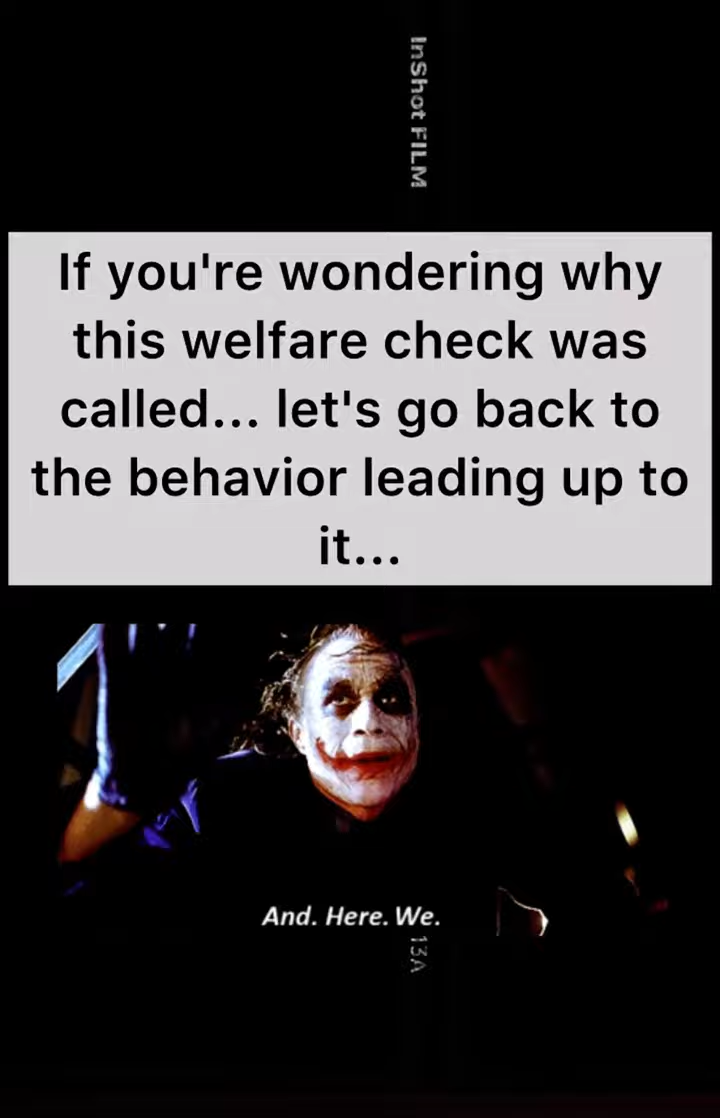 InShot FILM
If you're wondering why
this welfare check was
called... let's go back to
the behavior leading up to
it...
And. Here. We.
13A